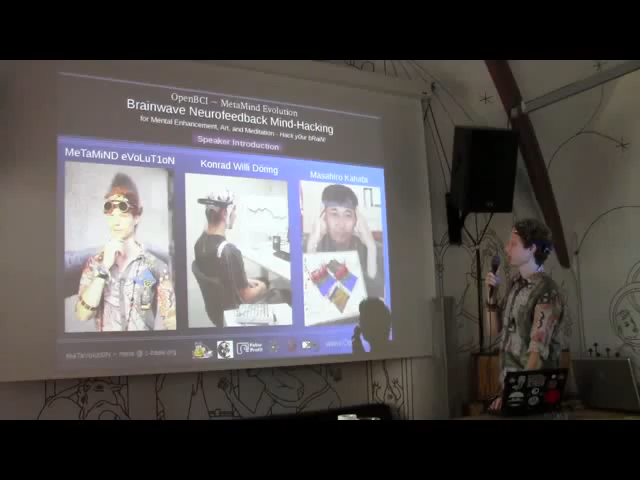 OpenBCI ~ MetaMind Evolution
Brainwave Neurofeedback Mind-Hacking
for Mental Enhancement, Art, and Meditation - Hack yOur bRaiN!
Speaker Introduction
MeTaMiND eVoLuT1oN
Konrad Willi Döring
Masahiro Kahata